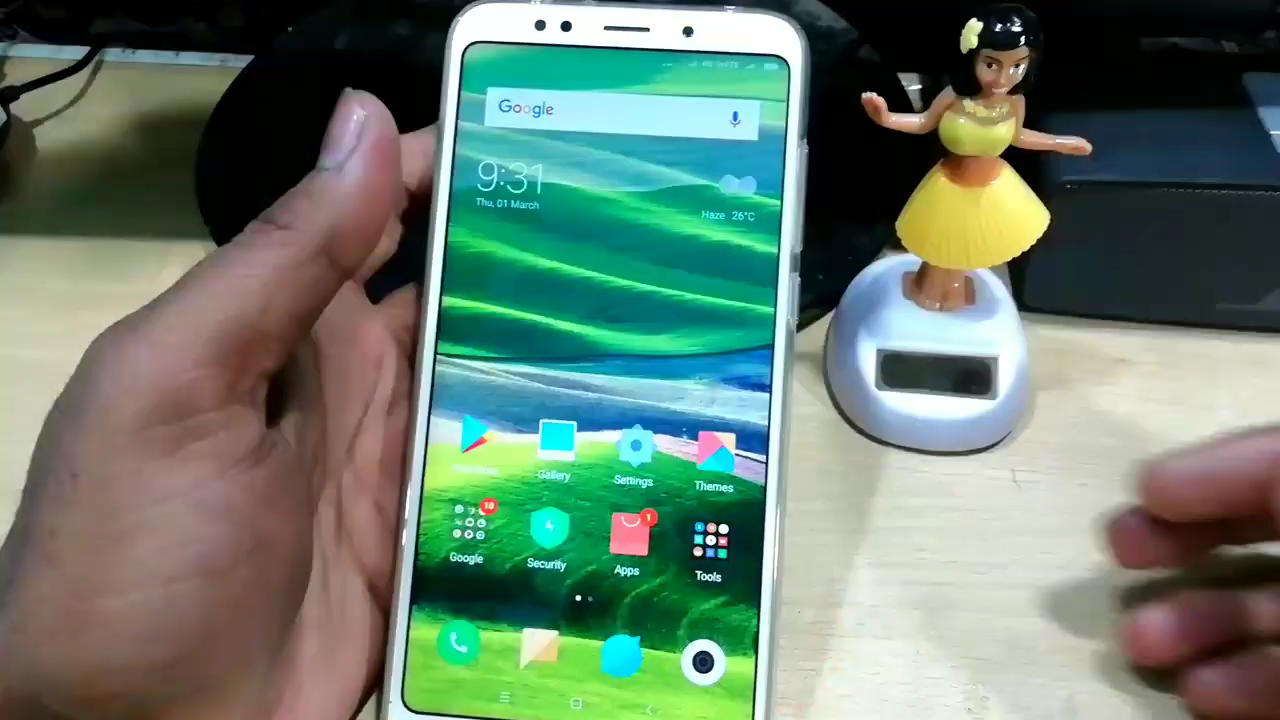 Google
9:31
Thu, 01 March
Haze 26°C
Gallery
Settings
Themes
10
1
Google
Security
Apps
Tools